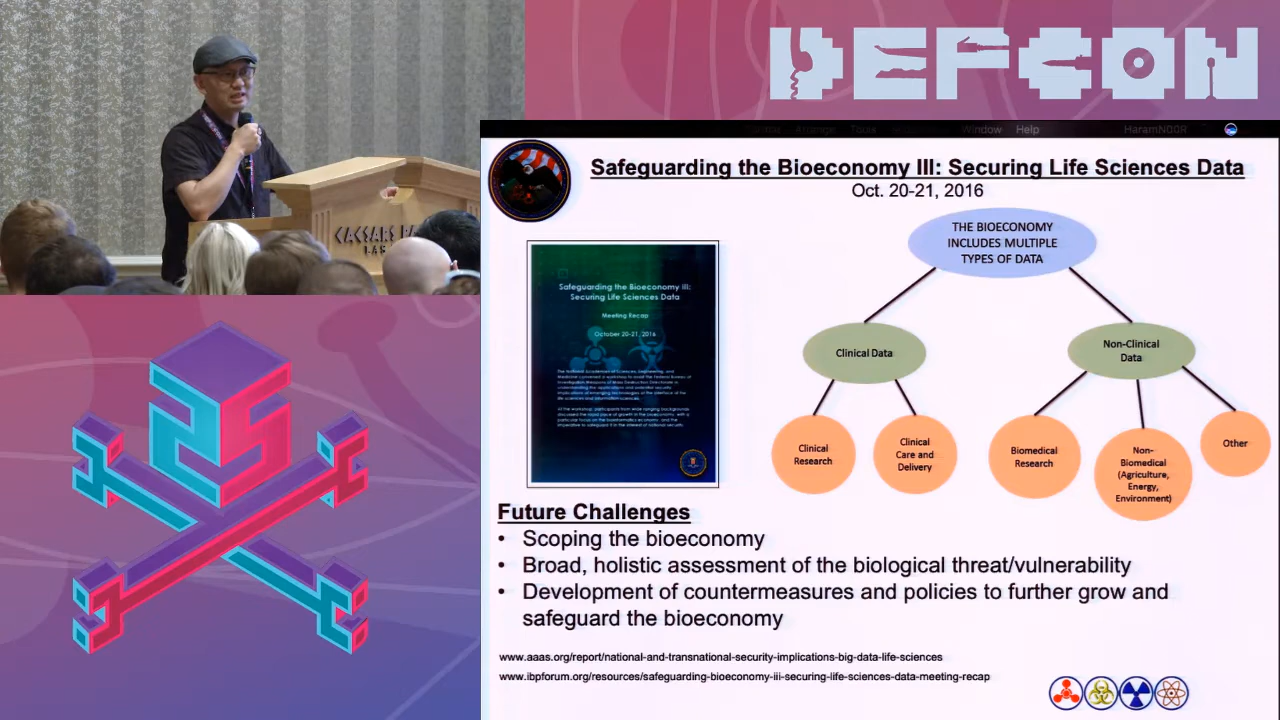 DEFCON
CAESARS
LAS
Window Help HaramN00R
Safeguarding the Bioeconomy III: Securing Life Sciences Data
Oct. 20-21, 2016
THE BIOECONOMY
INCLUDES MULTIPLE
TYPES OF DATA
Safeguarding the Bioeconomy III:
Securing Life Sciences Data
Meeting Recap
October 20-21, 2016
Clinical Data
Non-Clinical
Data
Clinical
Research
Clinical
Care and
Delivery
Biomedical
Research
Non-
Biomedical
(Agriculture,
Energy,
Environment)
Other
Future Challenges
• Scoping the bioeconomy
• Broad, holistic assessment of the biological threat/vulnerability
• Development of countermeasures and policies to further grow and
safeguard the bioeconomy
www.aaas.org/report/national-and-transnational-security-implications-big-data-life-sciences
www.ibpforum.org/resources/safeguarding-bioeconomy-iii-securing-life-sciences-data-meeting-recap